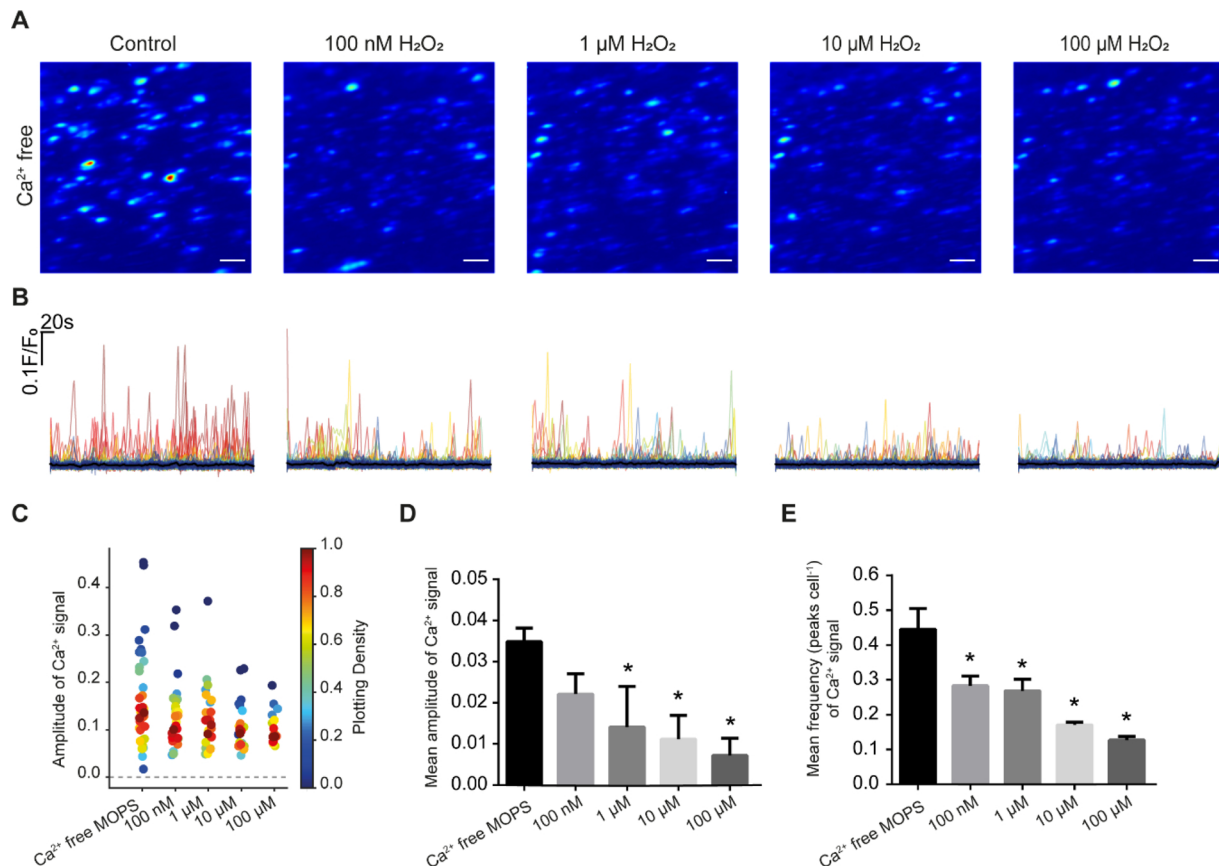 A
Control
100 nM H₂O₂
1 µM H₂O₂
10 µM H₂O₂
100 µM H₂O₂
Ca²⁺ free
B
20s
0.1F/F₀
C
Amplitude of Ca²⁺ signal
0.4
0.3
0.2
0.1
0.0
Ca²⁺ free MOPS
100 nM
1 µM
10 µM
100 µM
1.0
0.8
0.6
0.4
0.2
0.0
Plotting Density
D
Mean amplitude of Ca²⁺ signal
0.05
0.04
0.03
0.02
0.01
0.00
* * *
Ca²⁺ free MOPS
100 nM
1 µM
10 µM
100 µM
E
Mean frequency (peaks cell⁻¹)
of Ca²⁺ signal
0.6
0.5
0.4
0.3
0.2
0.1
0.0
* * * *
Ca²⁺ free MOPS
100 nM
1 µM
10 µM
100 µM